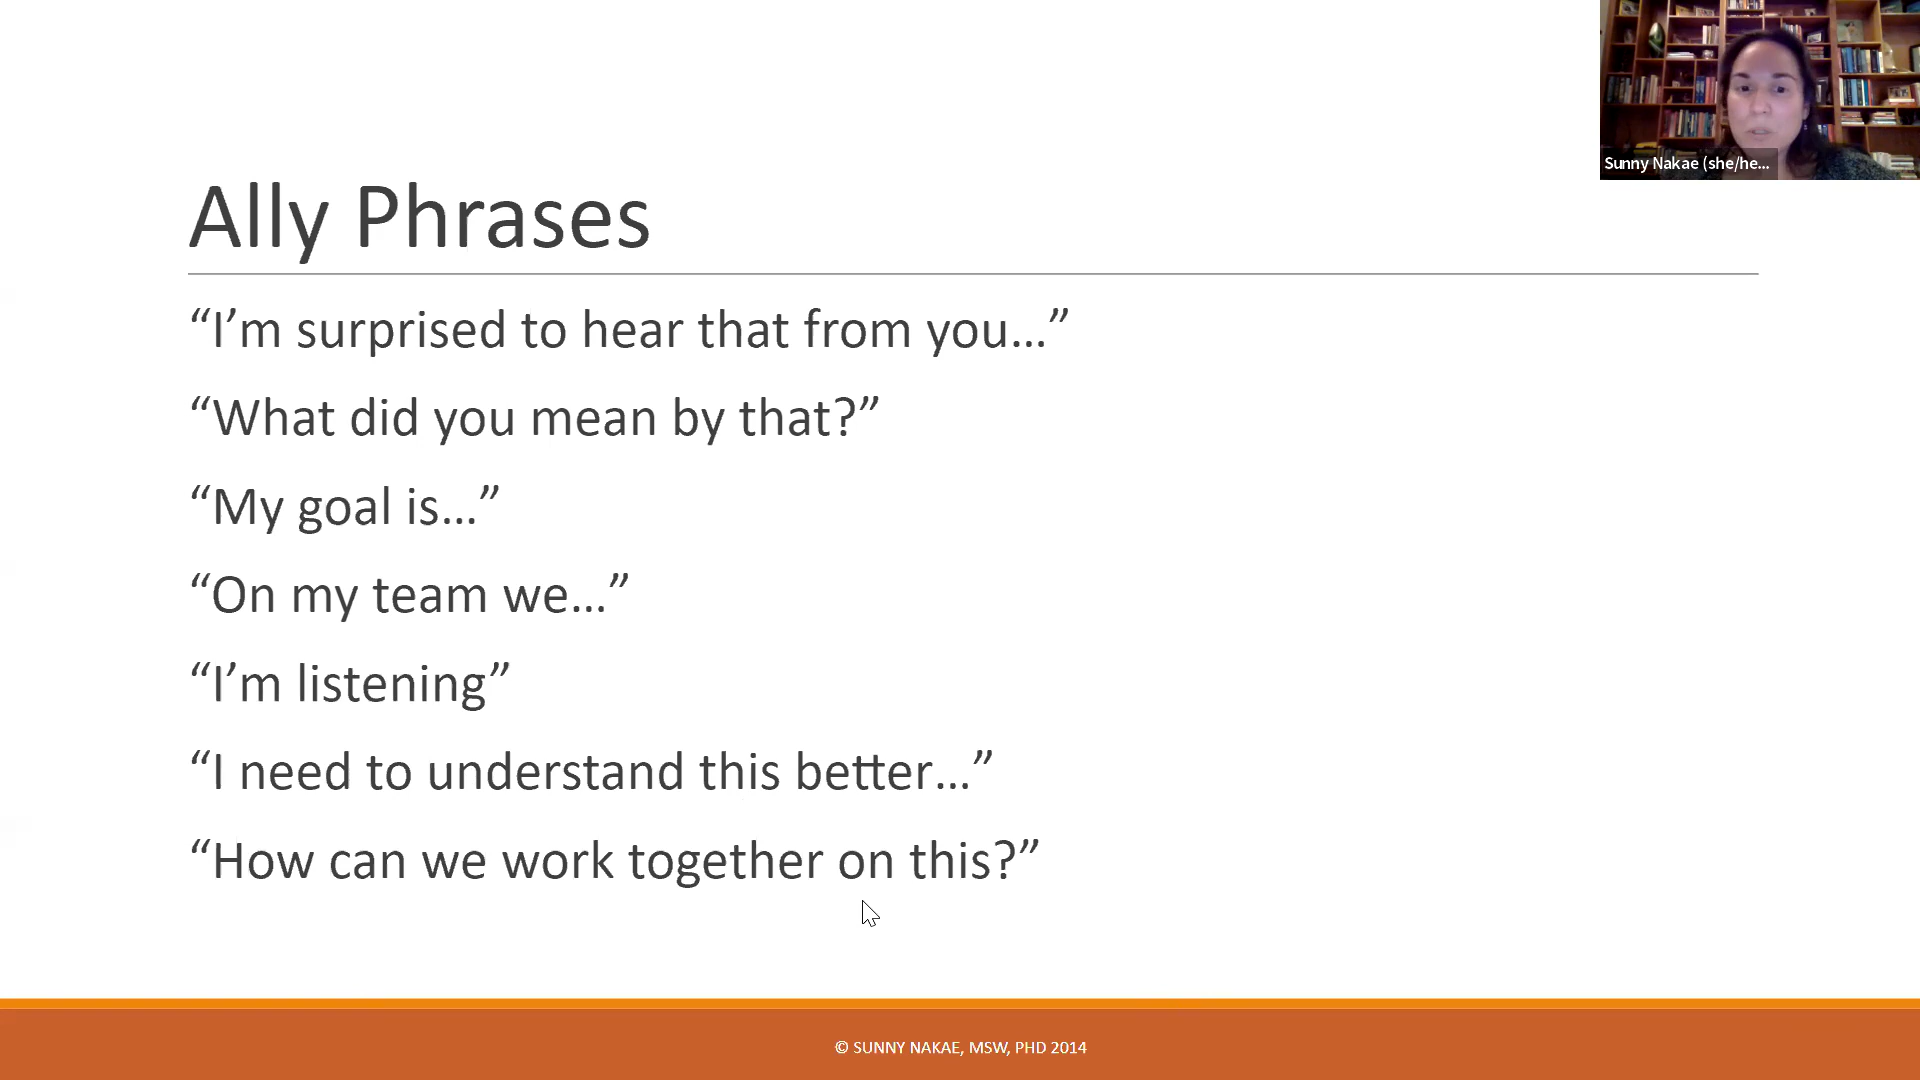 Sunny Nakae (she/he...
Ally Phrases
“I’m surprised to hear that from you…”
“What did you mean by that?”
“My goal is…”
“On my team we…”
“I’m listening”
“I need to understand this better…”
“How can we work together on this?”
© SUNNY NAKAE, MSW, PHD 2014